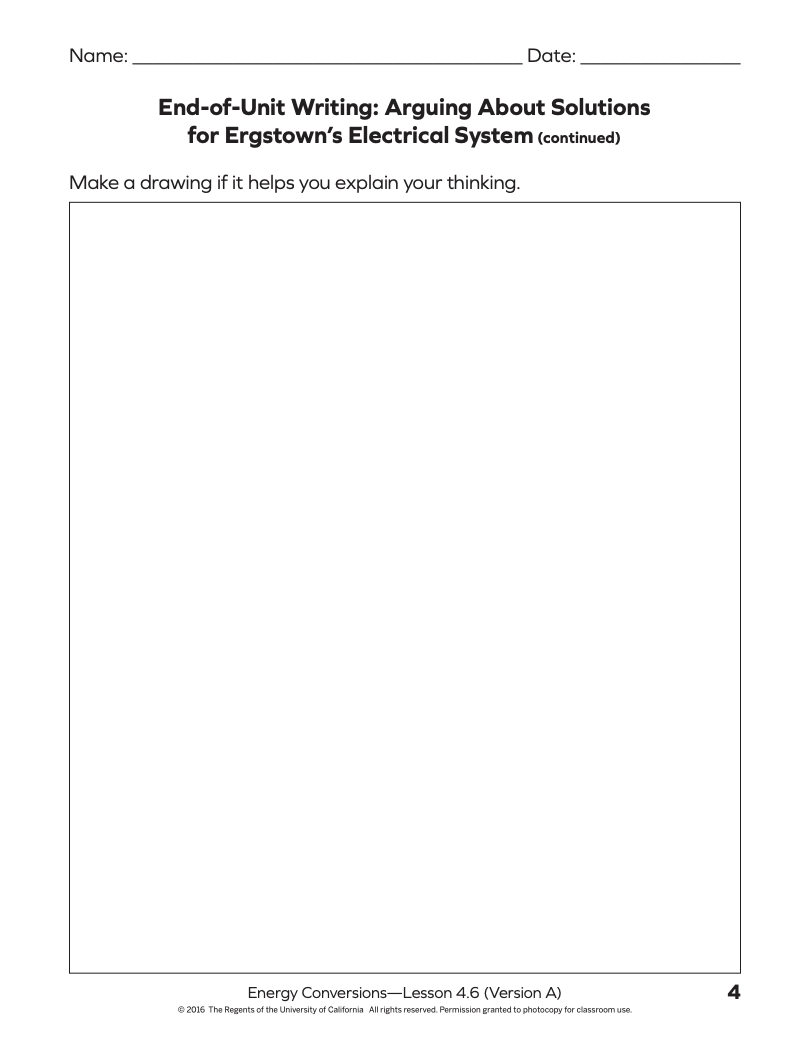 Name: ______________________________________ Date: ________________
End-of-Unit Writing: Arguing About Solutions
for Ergstown’s Electrical System (continued)
Make a drawing if it helps you explain your thinking.
Energy Conversions—Lesson 4.6 (Version A)
4
© 2016 The Regents of the University of California All rights reserved. Permission granted to photocopy for classroom use.